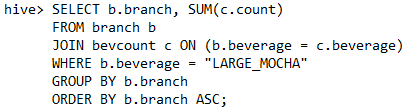 hive> SELECT b.branch, SUM(c.count)
FROM branch b
JOIN bevcount c ON (b.beverage = c.beverage)
WHERE b.beverage = "LARGE_MOCHA"
GROUP BY b.branch
ORDER BY b.branch ASC;